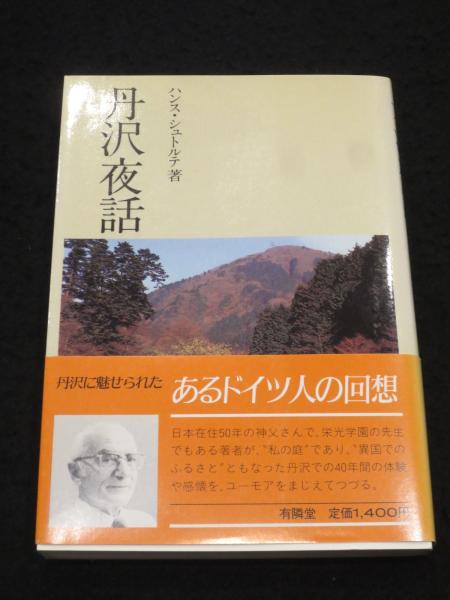 丹沢夜話
ハンス・シュトルテ著
丹沢に魅せられた
あるドイツ人の回想
日本在住50年の神父さんで、栄光学園の先生
でもある著者が、“私の庭”であり、“異国での
ふるさと”ともなった丹沢での40年間の体験
や感懐を、ユーモアをまじえてつづる。
有隣堂 定価1,400円